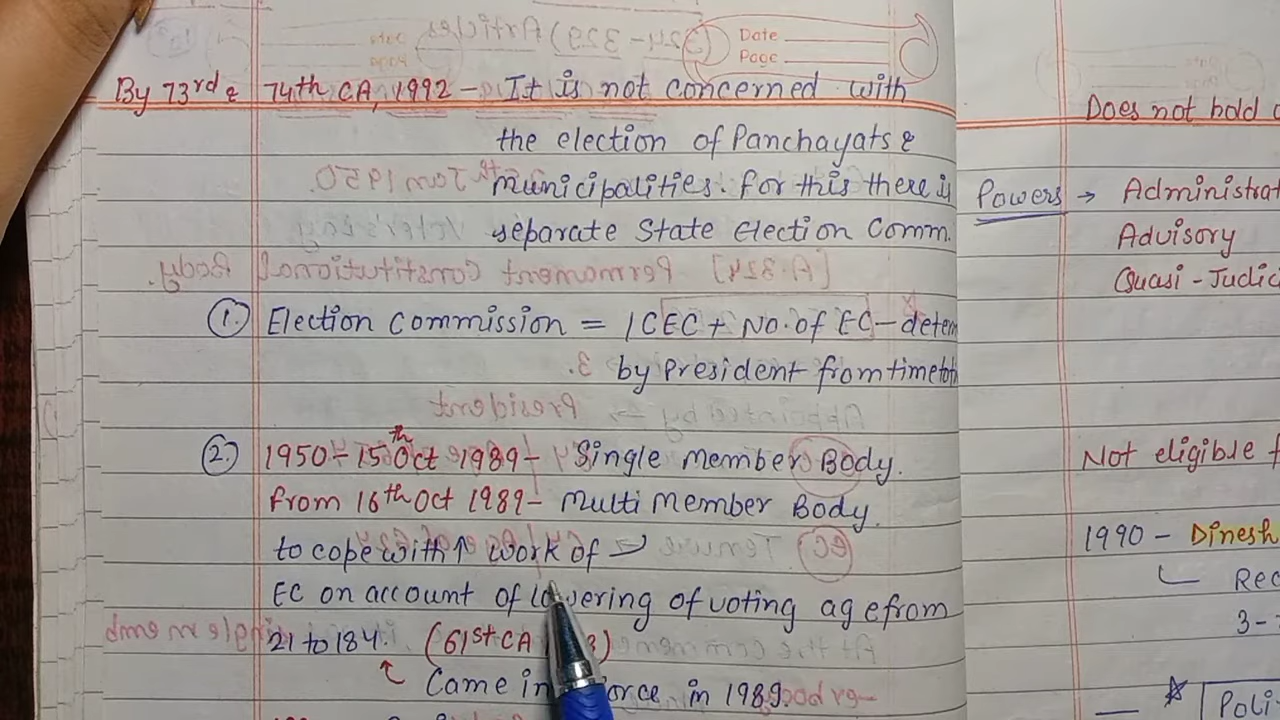 Date
Page
By 73rd & 74th CA, 1992 - It is not concerned with
the election of Panchayats &
municipalities. For this there is
separate State Election Comm.
① Election Commission = 1 CEC + No. of EC - determ
by President from time to
② 1950 - 15th Oct 1989 - Single Member Body.
From 16th Oct 1989 - Multi Member Body.
to cope with ↑ work of
EC on account of lowering of voting age from
21 to 18 Y. (61st CA
Came in force in 1989.
Does not hold
Powers → Administrat
Advisory
Quasi - Judic
Not eligible f
1990 - Dinesh
Rec
3 -
Poli